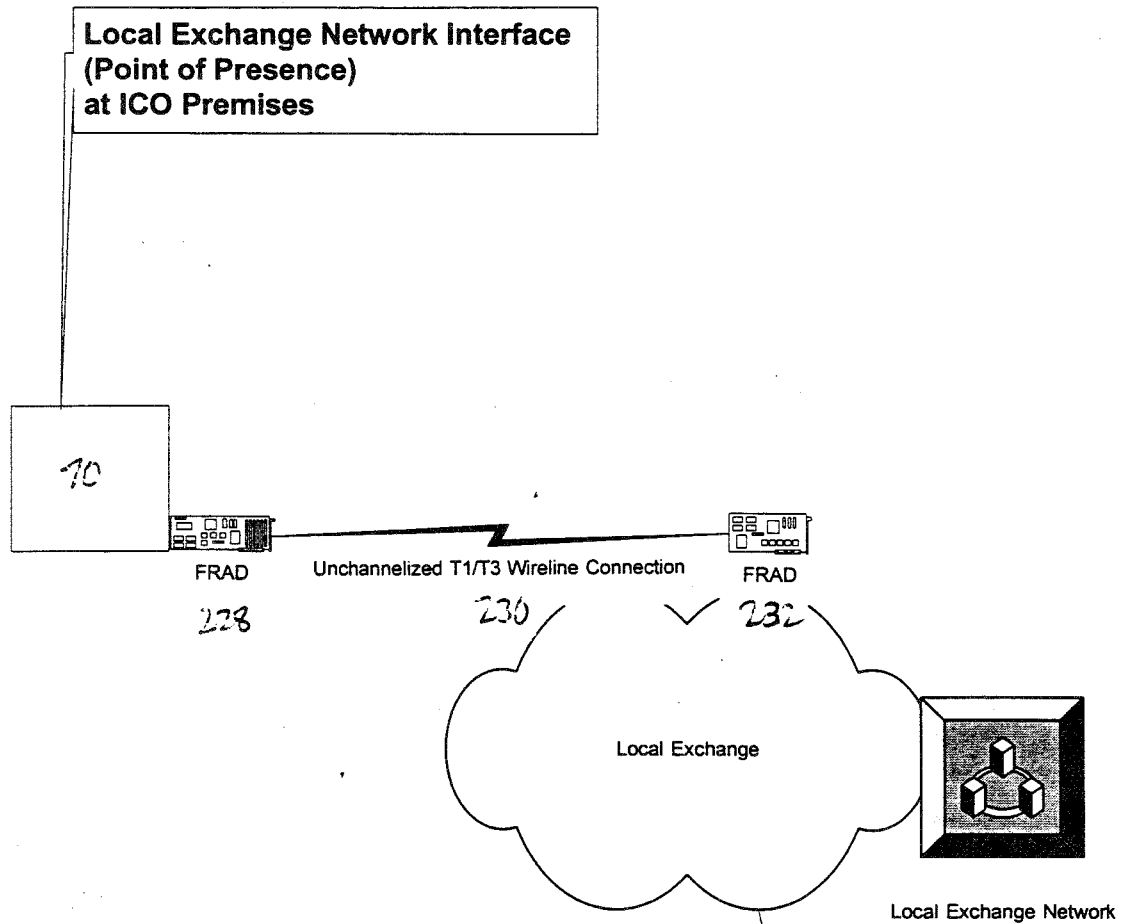 Local Exchange Network Interface
(Point of Presence)
at ICO Premises
10
FRAD
Unchannelized T1/T3 Wireline Connection
FRAD
228
230
232
Local Exchange
Local Exchange Network